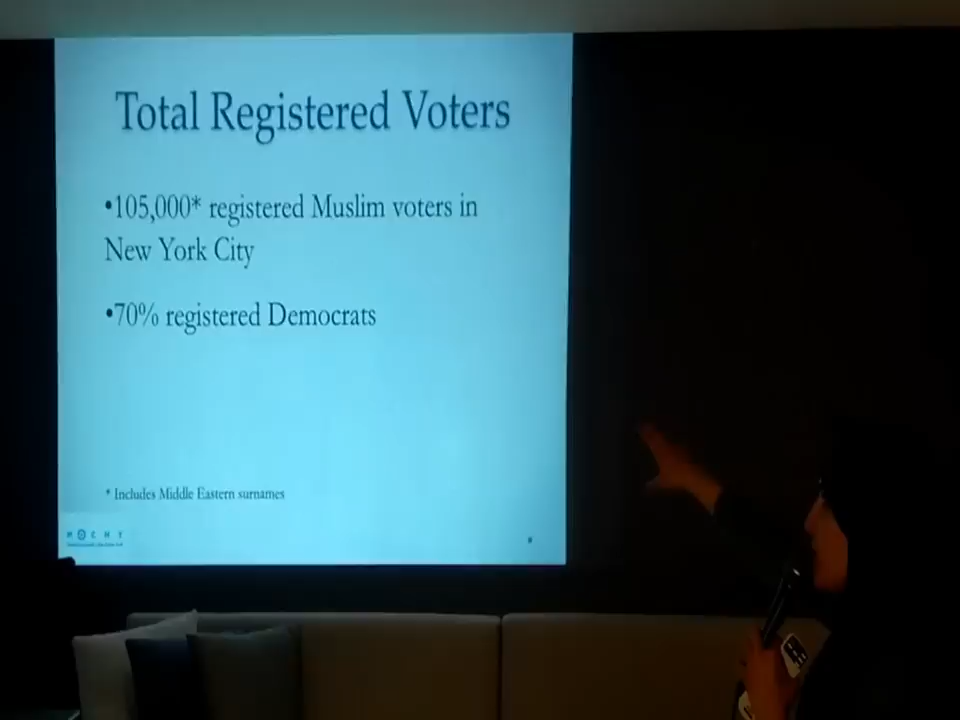 Total Registered Voters
•105,000* registered Muslim voters in
New York City
•70% registered Democrats
* Includes Middle Eastern surnames